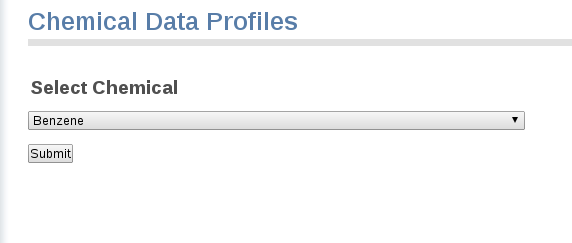 Chemical Data Profiles
Select Chemical
Benzene
Submit